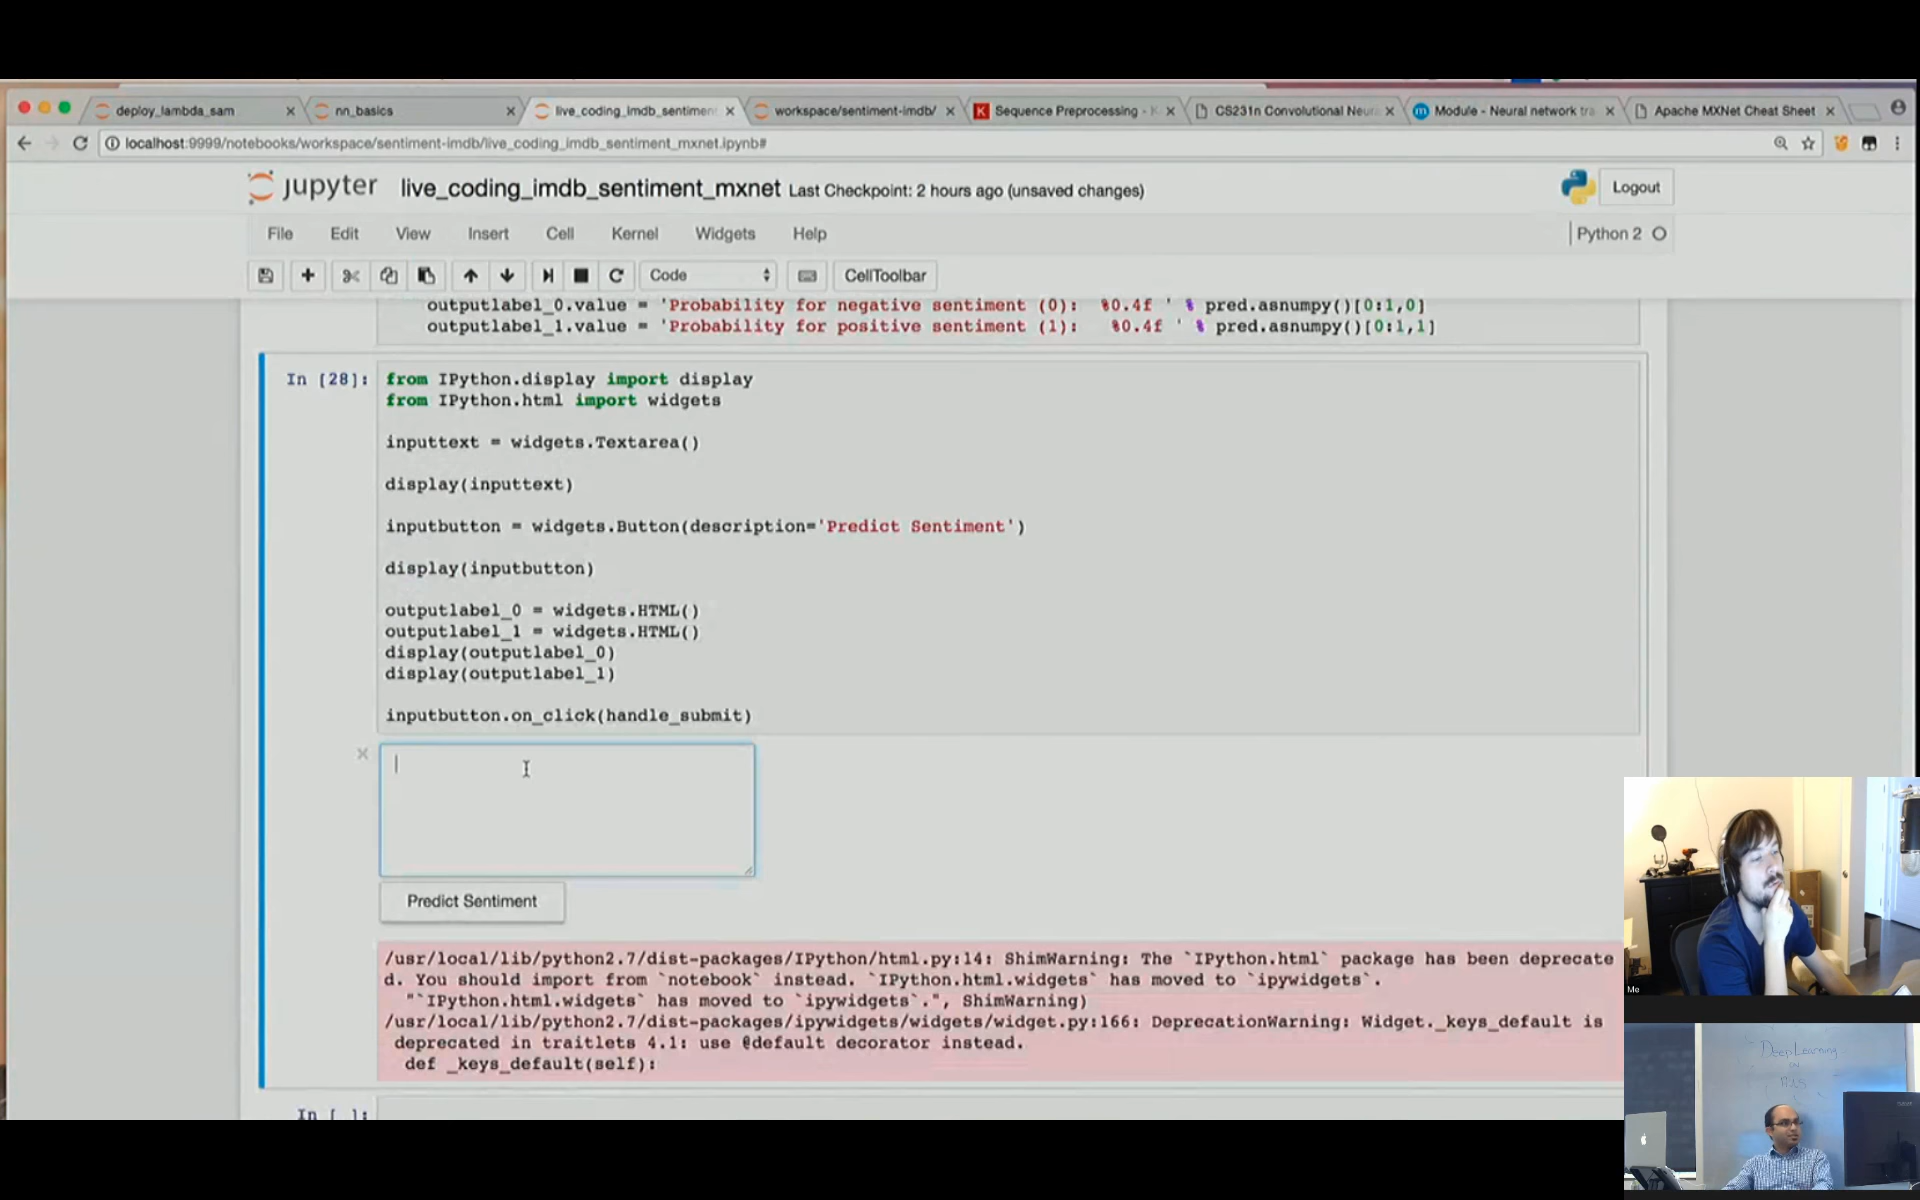 deploy_lambda_sam
nn_basics
live_coding_imdb_sentiment
workspace/sentiment-imdb/
Sequence Preprocessing - K
CS231n Convolutional Neura
Module - Neural network tra
Apache MXNet Cheat Sheet
localhost:9999/notebooks/workspace/sentiment-imdb/live_coding_imdb_sentiment_mxnet.ipynb#
jupyter live_coding_imdb_sentiment_mxnet Last Checkpoint: 2 hours ago (unsaved changes)
Logout
File Edit View Insert Cell Kernel Widgets Help
Python 2
Code
CellToolbar
outputlabel_0.value = 'Probability for negative sentiment (0):  %0.4f ' % pred.asnumpy()[0:1,0]
outputlabel_1.value = 'Probability for positive sentiment (1):   %0.4f ' % pred.asnumpy()[0:1,1]
In [28]:
from IPython.display import display
from IPython.html import widgets
inputtext = widgets.Textarea()
display(inputtext)
inputbutton = widgets.Button(description='Predict Sentiment')
display(inputbutton)
outputlabel_0 = widgets.HTML()
outputlabel_1 = widgets.HTML()
display(outputlabel_0)
display(outputlabel_1)
inputbutton.on_click(handle_submit)
Predict Sentiment
/usr/local/lib/python2.7/dist-packages/IPython/html.py:14: ShimWarning: The `IPython.html` package has been deprecate
d. You should import from `notebook` instead. `IPython.html.widgets` has moved to `ipywidgets`.
"`IPython.html.widgets` has moved to `ipywidgets`.", ShimWarning)
/usr/local/lib/python2.7/dist-packages/ipywidgets/widgets/widget.py:166: DeprecationWarning: Widget._keys_default is
deprecated in traitlets 4.1: use @default decorator instead.
def _keys_default(self):
In [ ]:
Me
Deep Learning
on
AWS